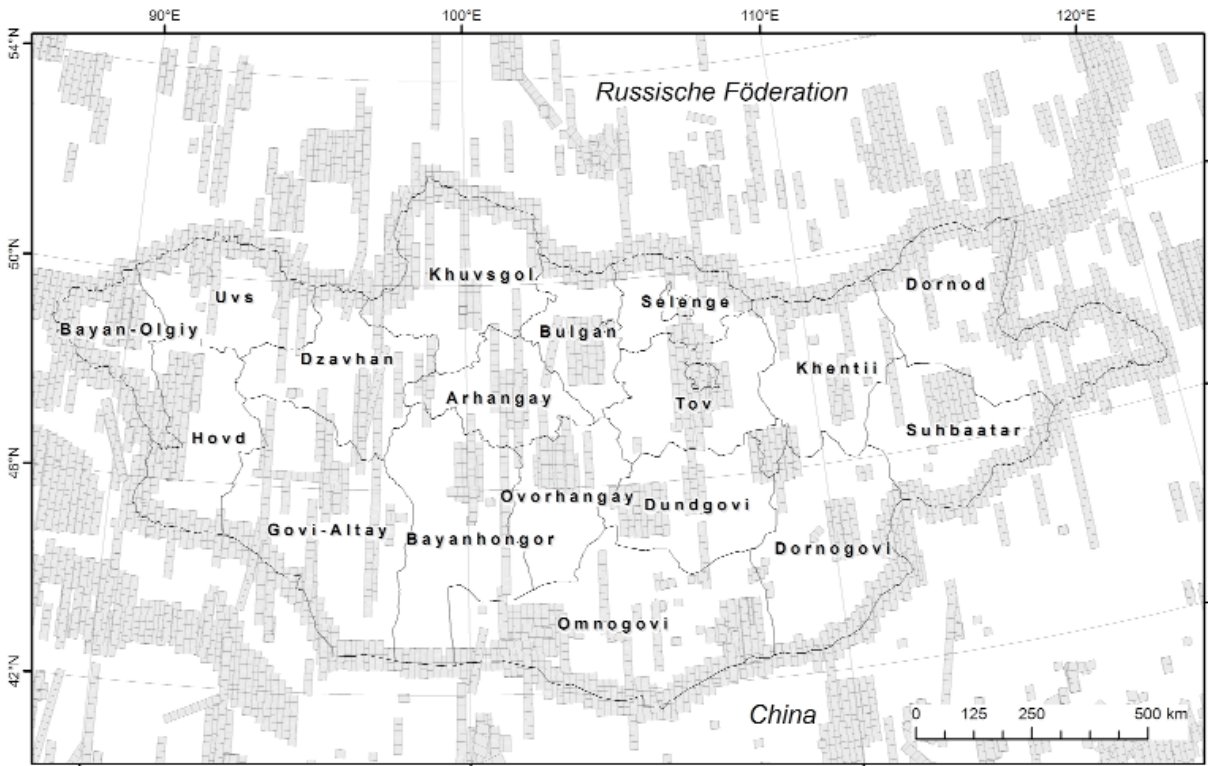 90°E 100°E 110°E 120°E
54°N
Russische Föderation
50°N
Khuvsgol
Dornod
Uvs
Selenge
Bayan-Olgiy
Bulgan
Dzavhan
Khentii
Arhangay
Tov
Suhbaatar
Hovd
46°N
Ovorhangay
Dundgovi
Govi-Altay
Bayanhongor
Dornogovi
Omnogovi
42°N
China
0 125 250 500 km